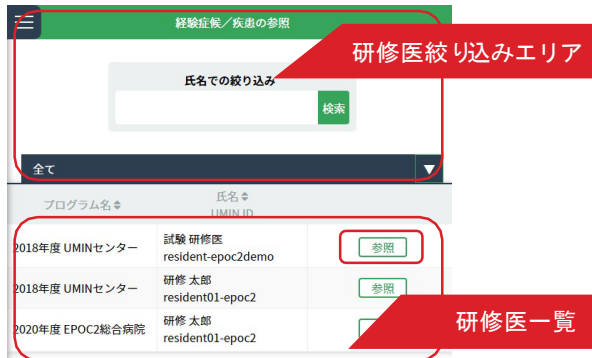 経験症候／疾患の参照
研修医絞り込みエリア
氏名での絞り込み
検索
全て
プログラム名
氏名
UMIN ID
2018年度 UMINセンター
試験 研修医
resident-epoc2demo
参照
2018年度 UMINセンター
研修 太郎
resident01-epoc2
参照
2020年度 EPOC2総合病院
研修 太郎
resident01-epoc2
研修医一覧